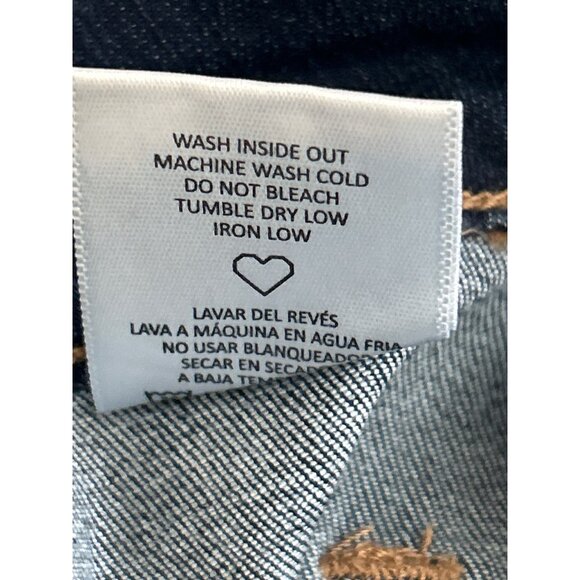 WASH INSIDE OUT
MACHINE WASH COLD
DO NOT BLEACH
TUMBLE DRY LOW
IRON LOW
LAVAR DEL REVÉS
LAVA A MÁQUINA EN AGUA FRIA
NO USAR BLANQUEADOR
SECAR EN
A BAJA